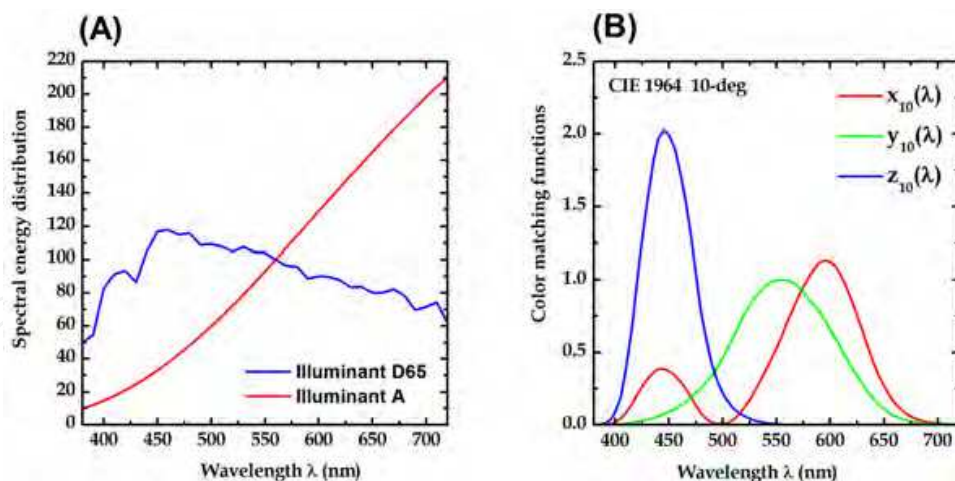 (A)
220
200
180
160
140
120
100
80
60
40
20
0
Spectral energy distribution
Illuminant D65
Illuminant A
400 450 500 550 600 650 700
Wavelength λ (nm)
(B)
2.5
2.0
1.5
1.0
0.5
0.0
Color matching functions
CIE 1964 10-deg
x₁₀(λ)
y₁₀(λ)
z₁₀(λ)
400 450 500 550 600 650 700
Wavelength λ (nm)